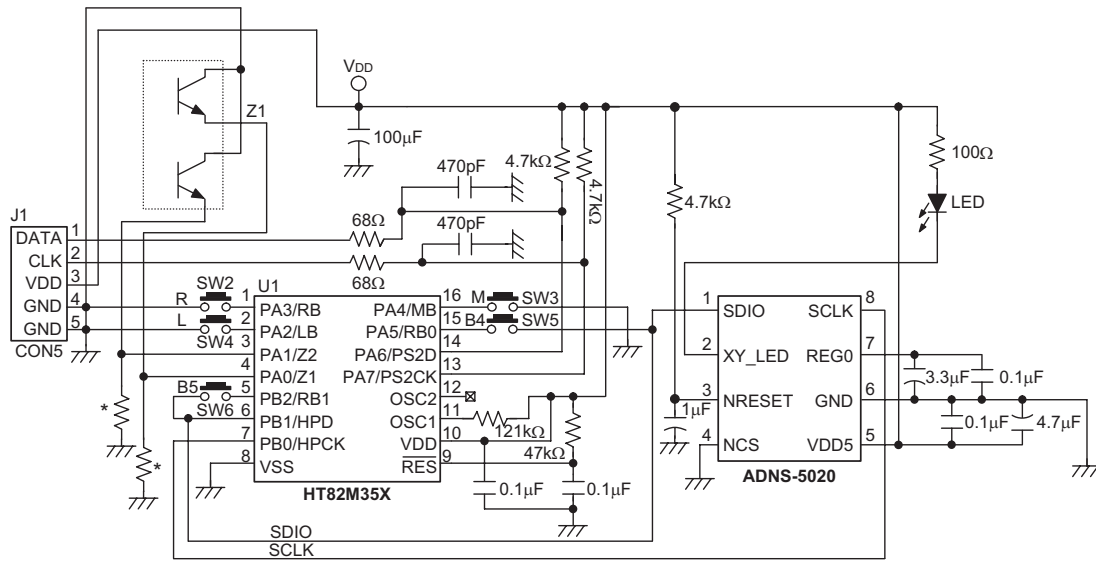 VDD
Z1
100μF
470pF
4.7kΩ
4.7kΩ
4.7kΩ
100Ω
LED
J1
DATA 1
CLK 2
VDD 3
GND 4
GND 5
CON5
68Ω
470pF
68Ω
R SW2
L SW4
B5 SW6
U1
1 PA3/RB
2 PA2/LB
3 PA1/Z2
4 PA0/Z1
5 PB2/RB1
6 PB1/HPD
7 PB0/HPCK
8 VSS
PA4/MB 16
PA5/RB0 15
PA6/PS2D 14
PA7/PS2CK 13
OSC2 12
OSC1 11
VDD 10
RES 9
HT82M35X
M SW3
B4 SW5
121kΩ
47kΩ
0.1μF
0.1μF
*
*
1μF
1 SDIO
2 XY_LED
3 NRESET
4 NCS
SCLK 8
REG0 7
GND 6
VDD5 5
ADNS-5020
3.3μF
0.1μF
0.1μF
4.7μF
SDIO
SCLK